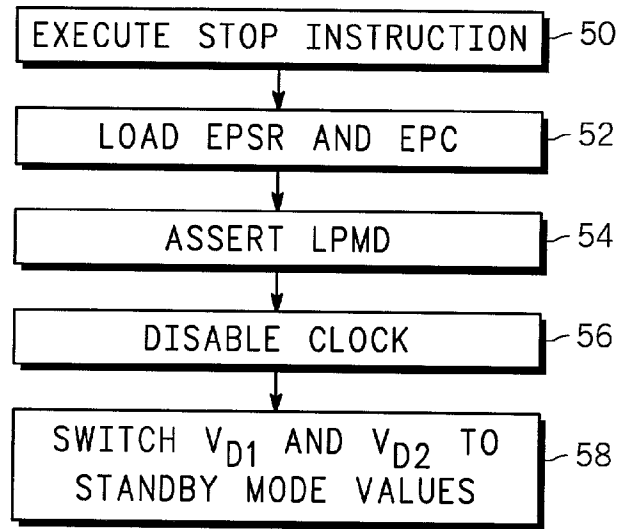 EXECUTE STOP INSTRUCTION 50
LOAD EPSR AND EPC 52
ASSERT LPMD 54
DISABLE CLOCK 56
SWITCH VD1 AND VD2 TO
STANDBY MODE VALUES 58